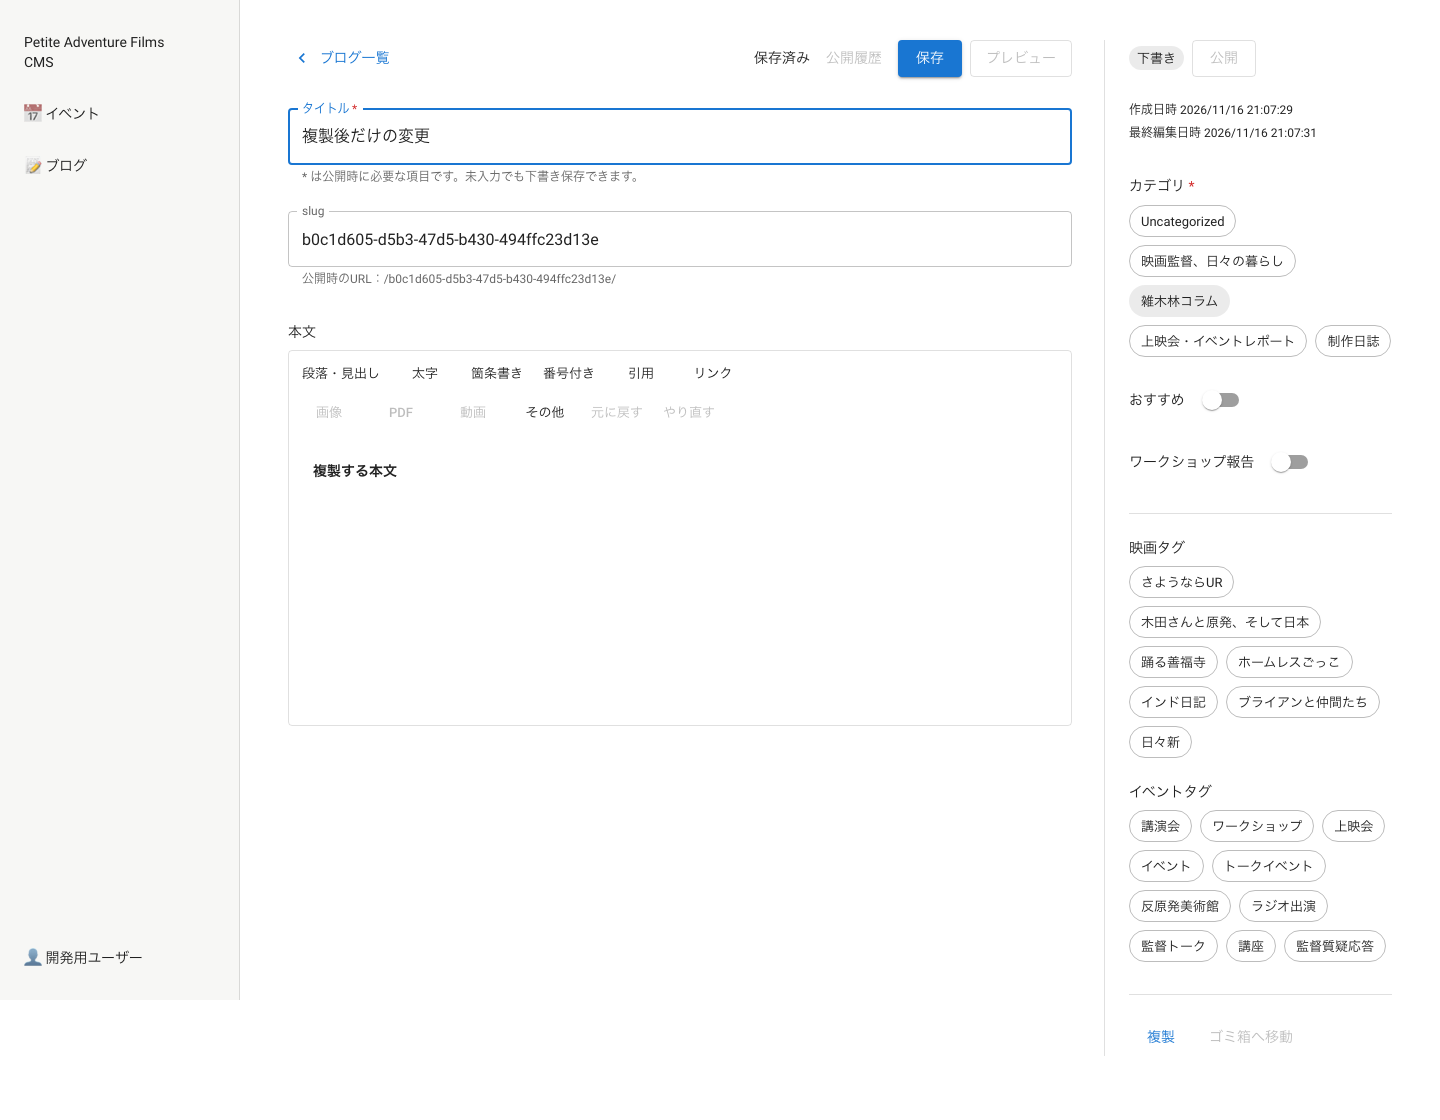 Petite Adventure Films
CMS
イベント
ブログ
開発用ユーザー
ブログ一覧
保存済み 公開履歴 保存 プレビュー
タイトル *
複製後だけの変更
* は公開時に必要な項目です。未入力でも下書き保存できます。
slug
b0c1d605-d5b3-47d5-b430-494ffc23d13e
公開時のURL：/b0c1d605-d5b3-47d5-b430-494ffc23d13e/
本文
段落・見出し 太字 箇条書き 番号付き 引用 リンク
画像 PDF 動画 その他 元に戻す やり直す
複製する本文
下書き 公開
作成日時 2026/11/16 21:07:29
最終編集日時 2026/11/16 21:07:31
カテゴリ *
Uncategorized
映画監督、日々の暮らし
雑木林コラム
上映会・イベントレポート 制作日誌
おすすめ
ワークショップ報告
映画タグ
さようならUR
木田さんと原発、そして日本
踊る善福寺 ホームレスごっこ
インド日記 ブライアンと仲間たち
日々新
イベントタグ
講演会 ワークショップ 上映会
イベント トークイベント
反原発美術館 ラジオ出演
監督トーク 講座 監督質疑応答
複製 ゴミ箱へ移動